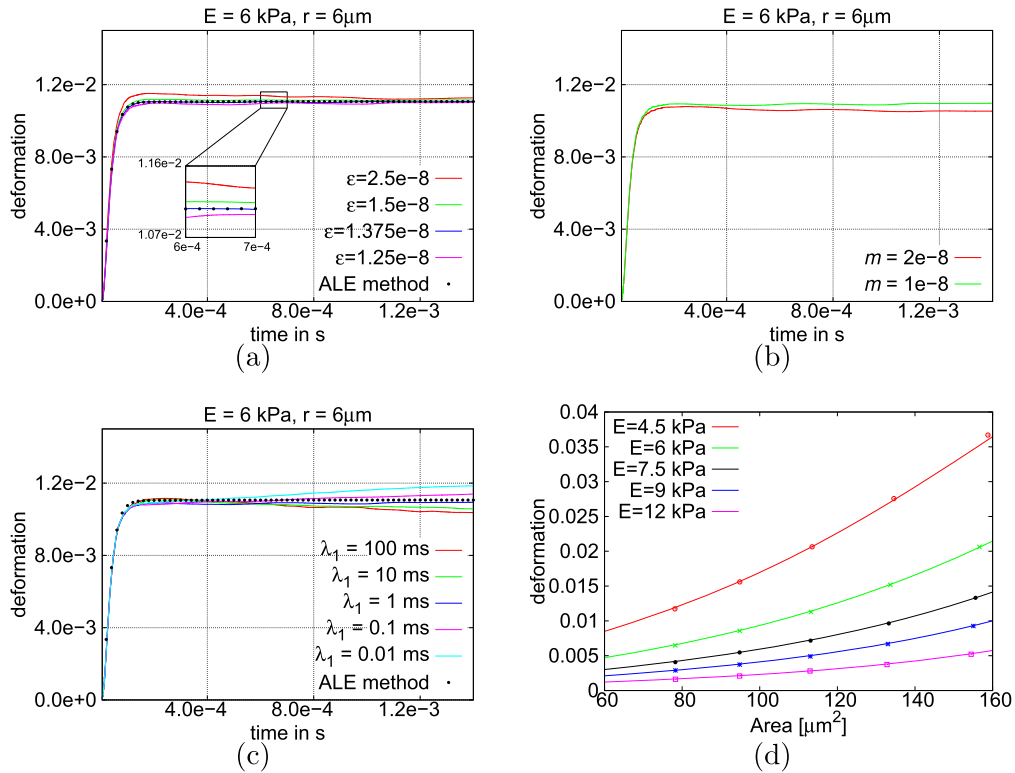 E = 6 kPa, r = 6μm
1.2e−2
8.0e−3
4.0e−3
0.0e+0
deformation
1.16e−2
1.07e−2
6e−4
7e−4
ε=2.5e−8
ε=1.5e−8
ε=1.375e−8
ε=1.25e−8
ALE method
4.0e−4
8.0e−4
1.2e−3
time in s
(a)
E = 6 kPa, r = 6μm
1.2e−2
8.0e−3
4.0e−3
0.0e+0
deformation
m = 2e−8
m = 1e−8
4.0e−4
8.0e−4
1.2e−3
time in s
(b)
E = 6 kPa, r = 6μm
1.2e−2
8.0e−3
4.0e−3
0.0e+0
deformation
λ1 = 100 ms
λ1 = 10 ms
λ1 = 1 ms
λ1 = 0.1 ms
λ1 = 0.01 ms
ALE method
4.0e−4
8.0e−4
1.2e−3
time in s
(c)
0.04
0.035
0.03
0.025
0.02
0.015
0.01
0.005
0
deformation
E=4.5 kPa
E=6 kPa
E=7.5 kPa
E=9 kPa
E=12 kPa
60
80
100
120
140
160
Area [μm²]
(d)